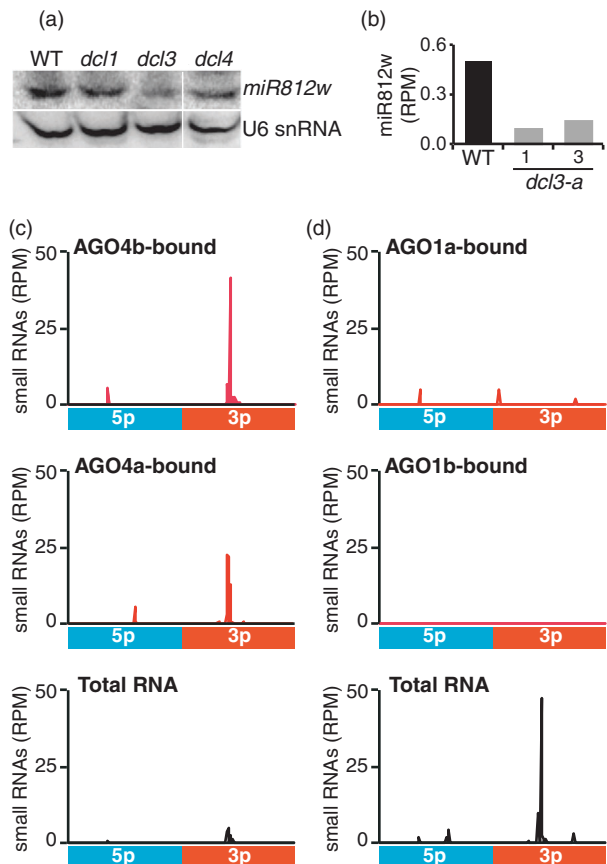 (a)
WT dcl1 dcl3 dcl4
miR812w
U6 snRNA
(b)
miR812w
(RPM)
0.6
0.3
0.0
WT 1 3
dcl3-a
(c)
AGO4b-bound
small RNAs (RPM)
50
25
0
5p 3p
AGO4a-bound
small RNAs (RPM)
50
25
0
5p 3p
Total RNA
small RNAs (RPM)
50
25
0
5p 3p
(d)
AGO1a-bound
small RNAs (RPM)
50
25
0
5p 3p
AGO1b-bound
small RNAs (RPM)
50
25
0
5p 3p
Total RNA
small RNAs (RPM)
50
25
0
5p 3p